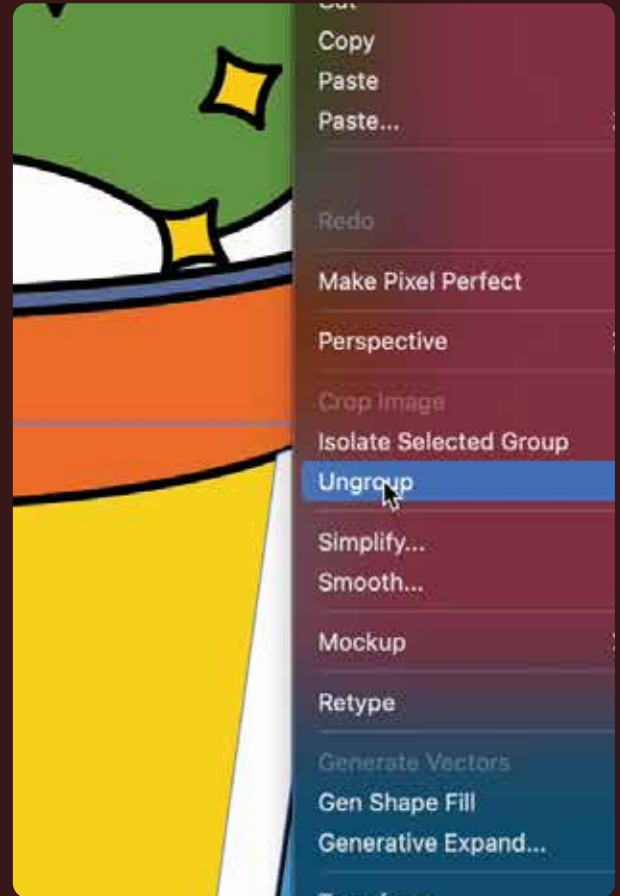 Cut
Copy
Paste
Paste...
Redo
Make Pixel Perfect
Perspective
Crop Image
Isolate Selected Group
Ungroup
Simplify...
Smooth...
Mockup
Retype
Generate Vectors
Gen Shape Fill
Generative Expand...